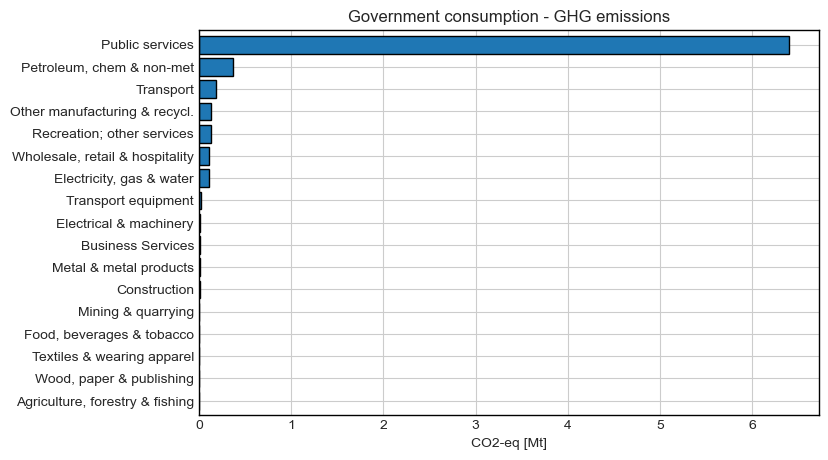 Government consumption - GHG emissions
Public services
Petroleum, chem & non-met
Transport
Other manufacturing & recycl.
Recreation; other services
Wholesale, retail & hospitality
Electricity, gas & water
Transport equipment
Electrical & machinery
Business Services
Metal & metal products
Construction
Mining & quarrying
Food, beverages & tobacco
Textiles & wearing apparel
Wood, paper & publishing
Agriculture, forestry & fishing
0 1 2 3 4 5 6
CO2-eq [Mt]